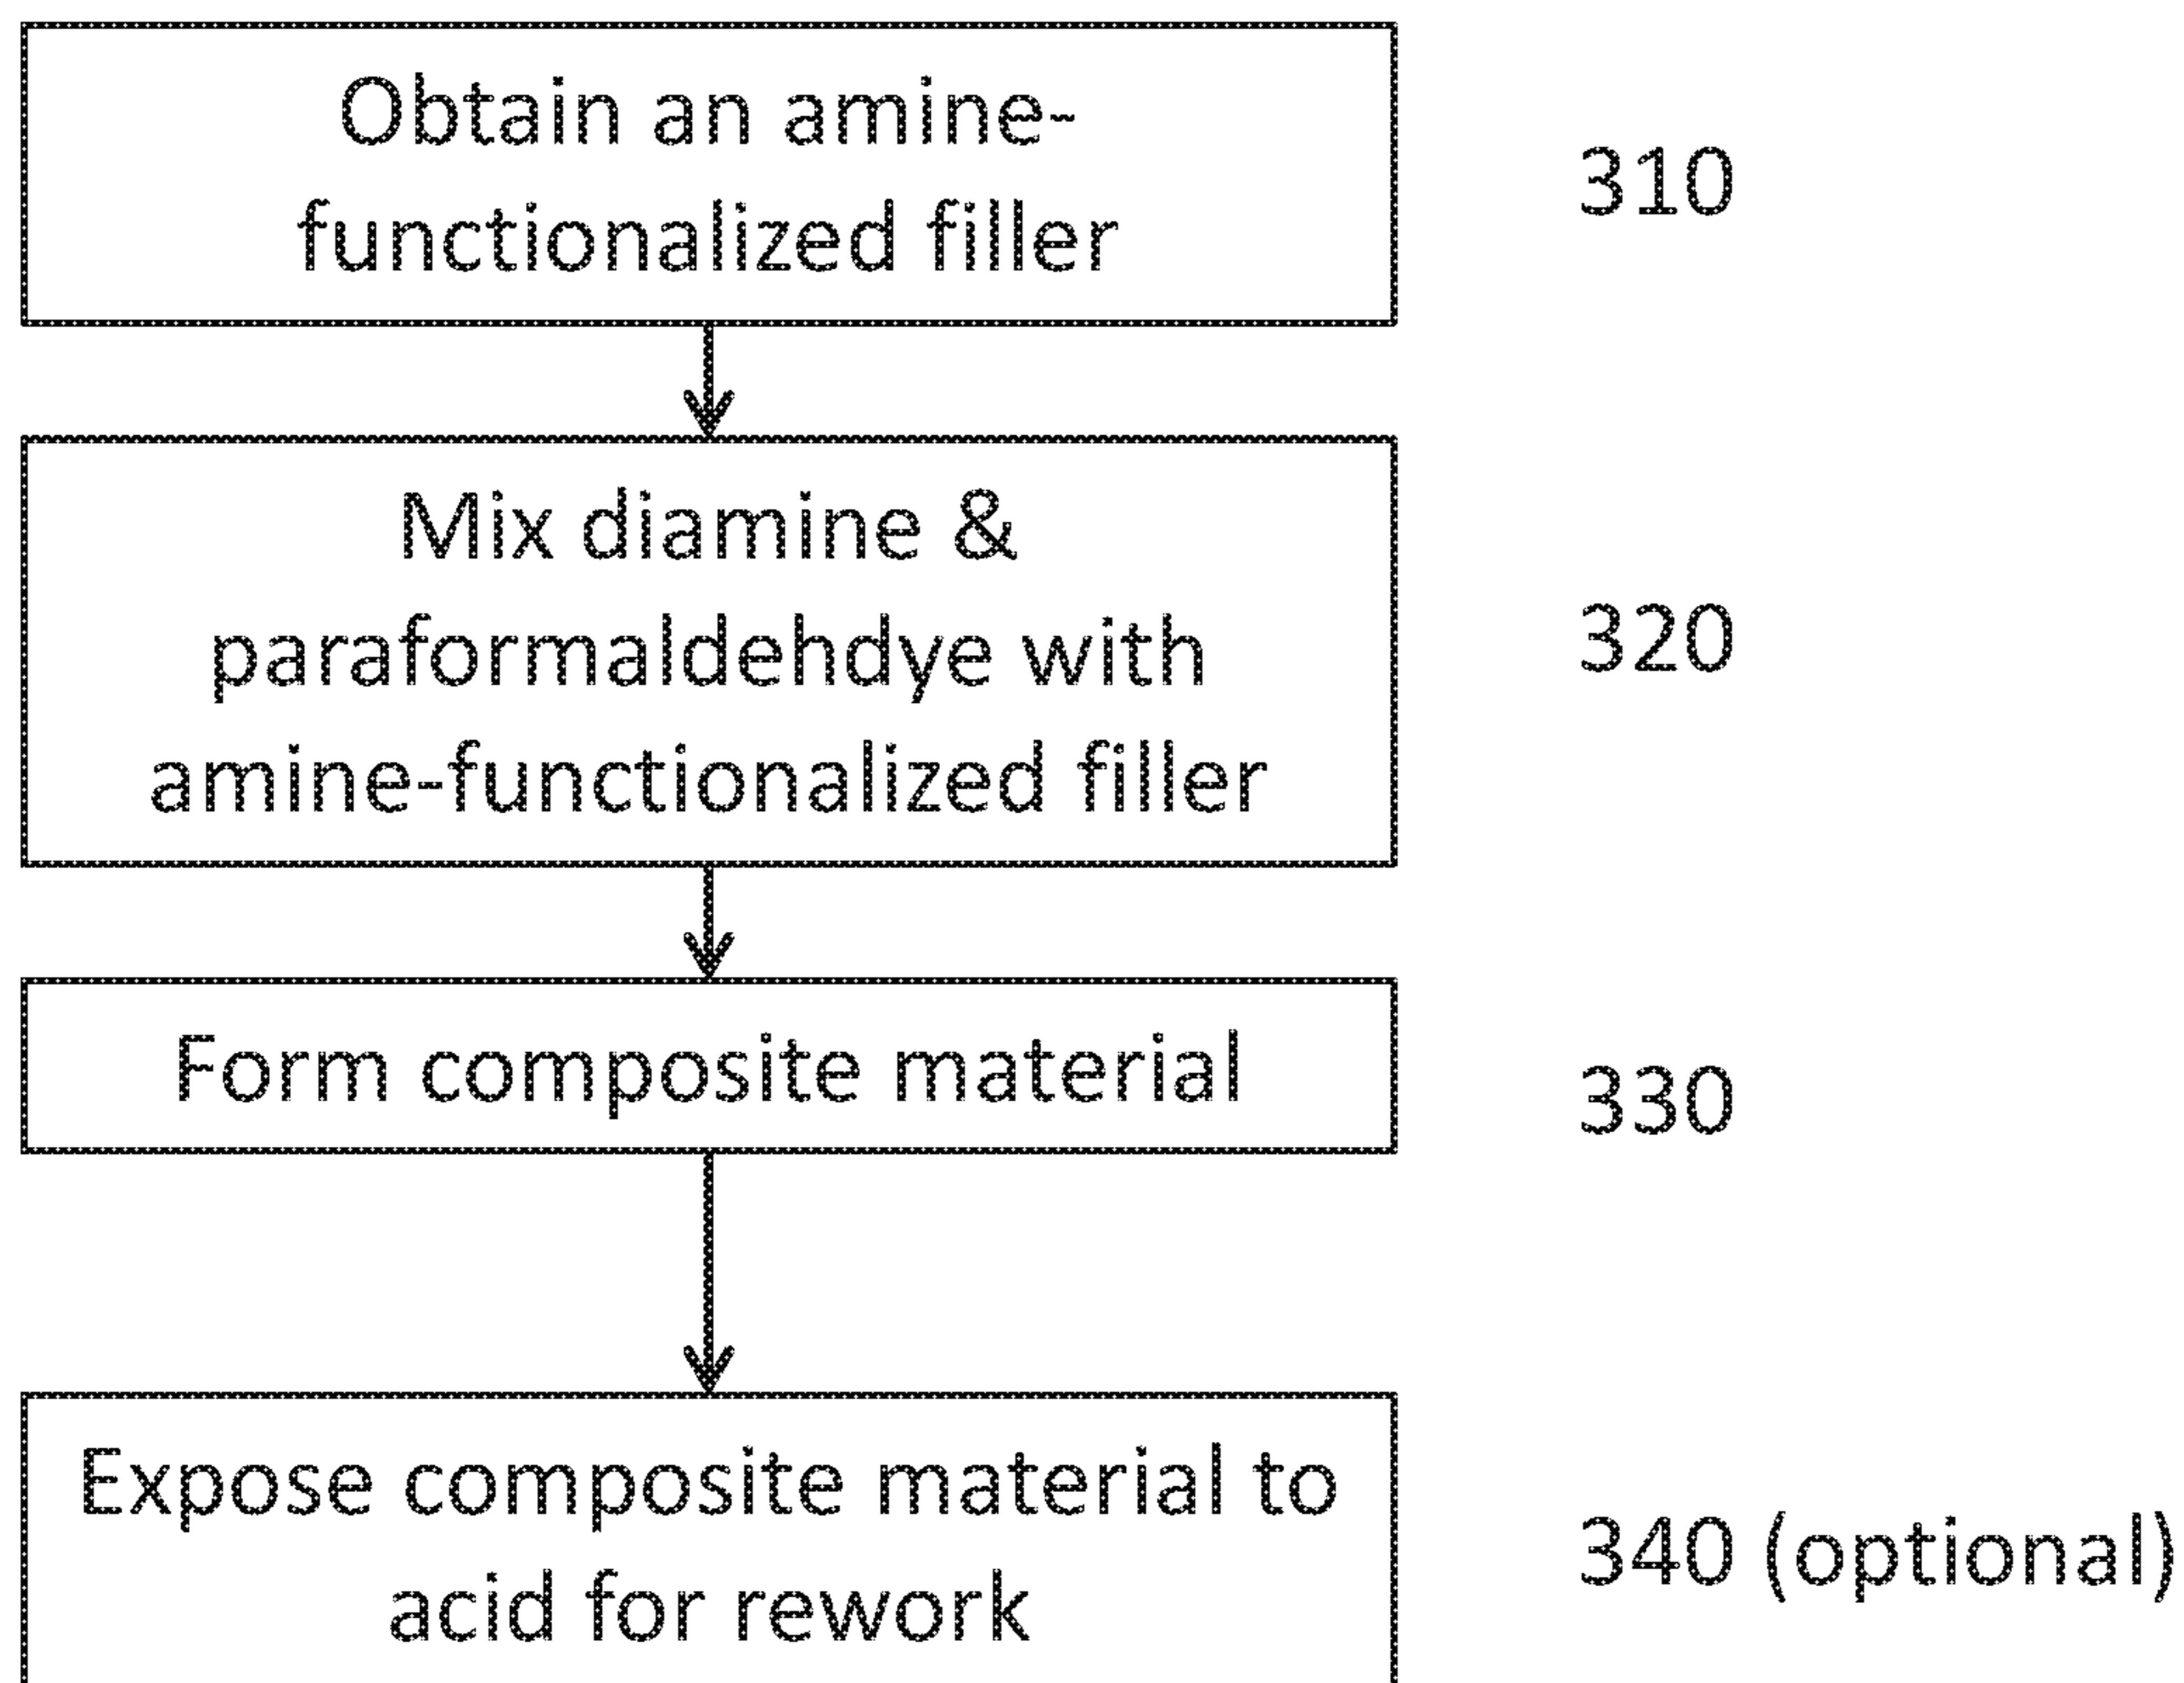 Obtain an amine-
functionalized filler
310
Mix diamine &
paraformaldehdye with
amine-functionalized filler
320
Form composite material
330
Expose composite material to
acid for rework
340 (optional)